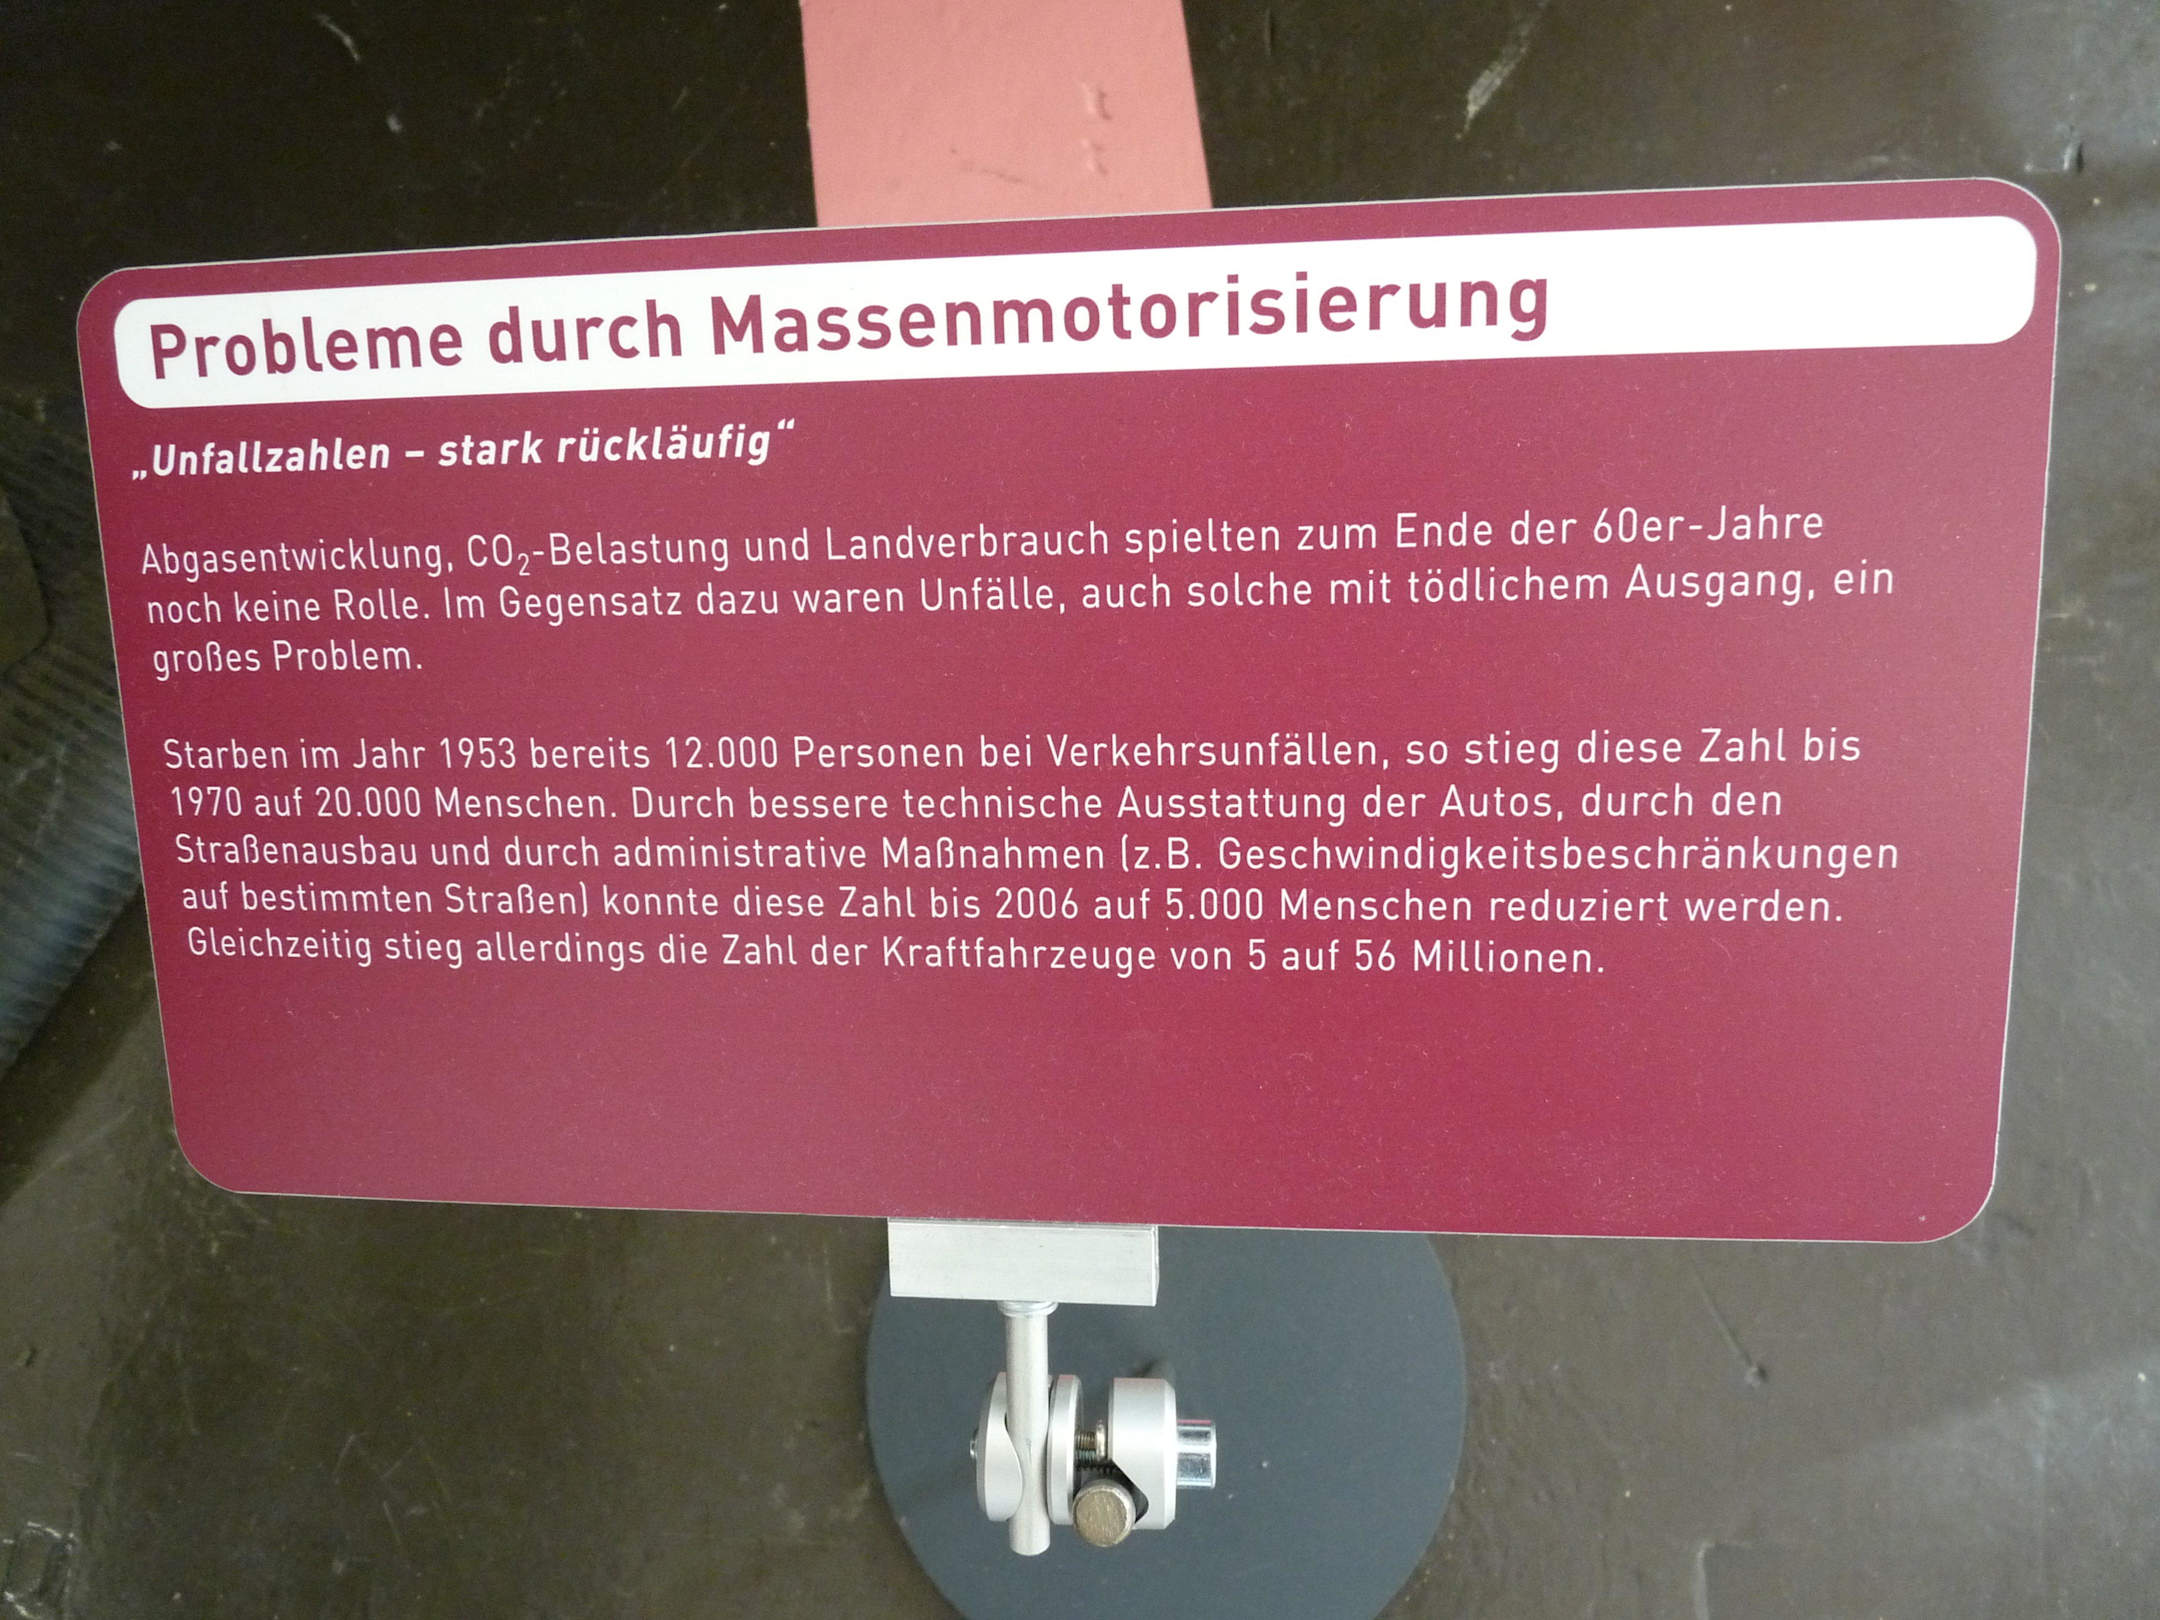 Probleme durch Massenmotorisierung
„Unfallzahlen – stark rückläufig“
Abgasentwicklung, CO₂-Belastung und Landverbrauch spielten zum Ende der 60er-Jahre
noch keine Rolle. Im Gegensatz dazu waren Unfälle, auch solche mit tödlichem Ausgang, ein
großes Problem.
Starben im Jahr 1953 bereits 12.000 Personen bei Verkehrsunfällen, so stieg diese Zahl bis
1970 auf 20.000 Menschen. Durch bessere technische Ausstattung der Autos, durch den
Straßenausbau und durch administrative Maßnahmen (z.B. Geschwindigkeitsbeschränkungen
auf bestimmten Straßen) konnte diese Zahl bis 2006 auf 5.000 Menschen reduziert werden.
Gleichzeitig stieg allerdings die Zahl der Kraftfahrzeuge von 5 auf 56 Millionen.